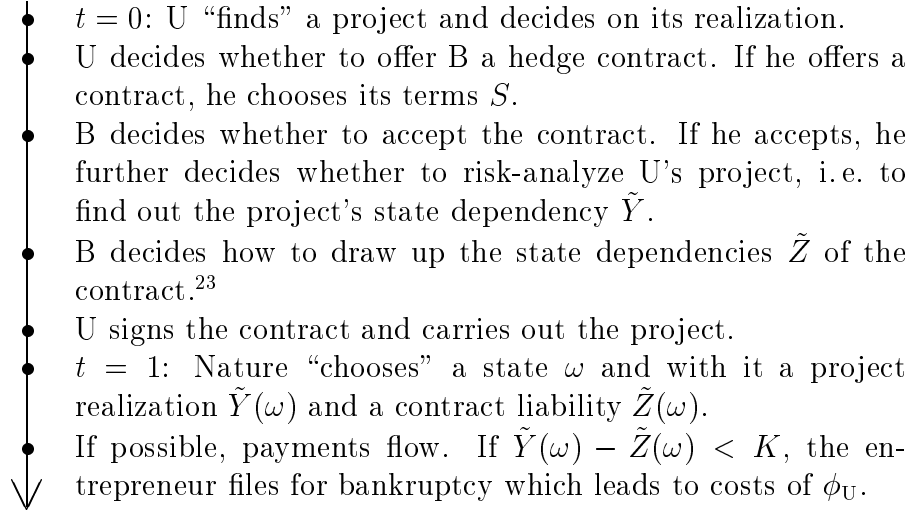 t = 0: U “finds” a project and decides on its realization.
U decides whether to offer B a hedge contract. If he offers a
contract, he chooses its terms S.
B decides whether to accept the contract. If he accepts, he
further decides whether to risk-analyze U's project, i. e. to
find out the project's state dependency Ỹ.
B decides how to draw up the state dependencies Z̃ of the
contract.²³
U signs the contract and carries out the project.
t = 1: Nature “chooses” a state ω and with it a project
realization Ỹ(ω) and a contract liability Z̃(ω).
If possible, payments flow. If Ỹ(ω) − Z̃(ω) < K, the en-
trepreneur files for bankruptcy which leads to costs of ϕ_U.